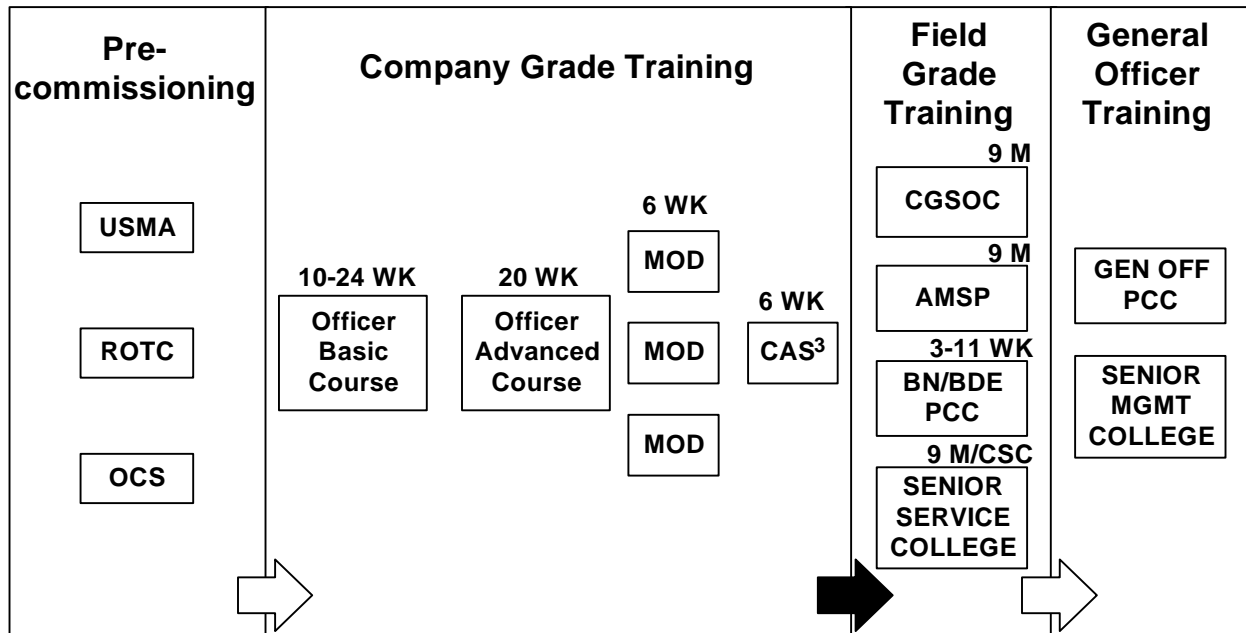 Pre-
commissioning
USMA
ROTC
OCS
Company Grade Training
10-24 WK
Officer
Basic
Course
20 WK
Officer
Advanced
Course
6 WK
MOD
MOD
MOD
6 WK
CAS³
Field
Grade
Training
9 M
CGSOC
9 M
AMSP
3-11 WK
BN/BDE
PCC
9 M/CSC
SENIOR
SERVICE
COLLEGE
General
Officer
Training
GEN OFF
PCC
SENIOR
MGMT
COLLEGE